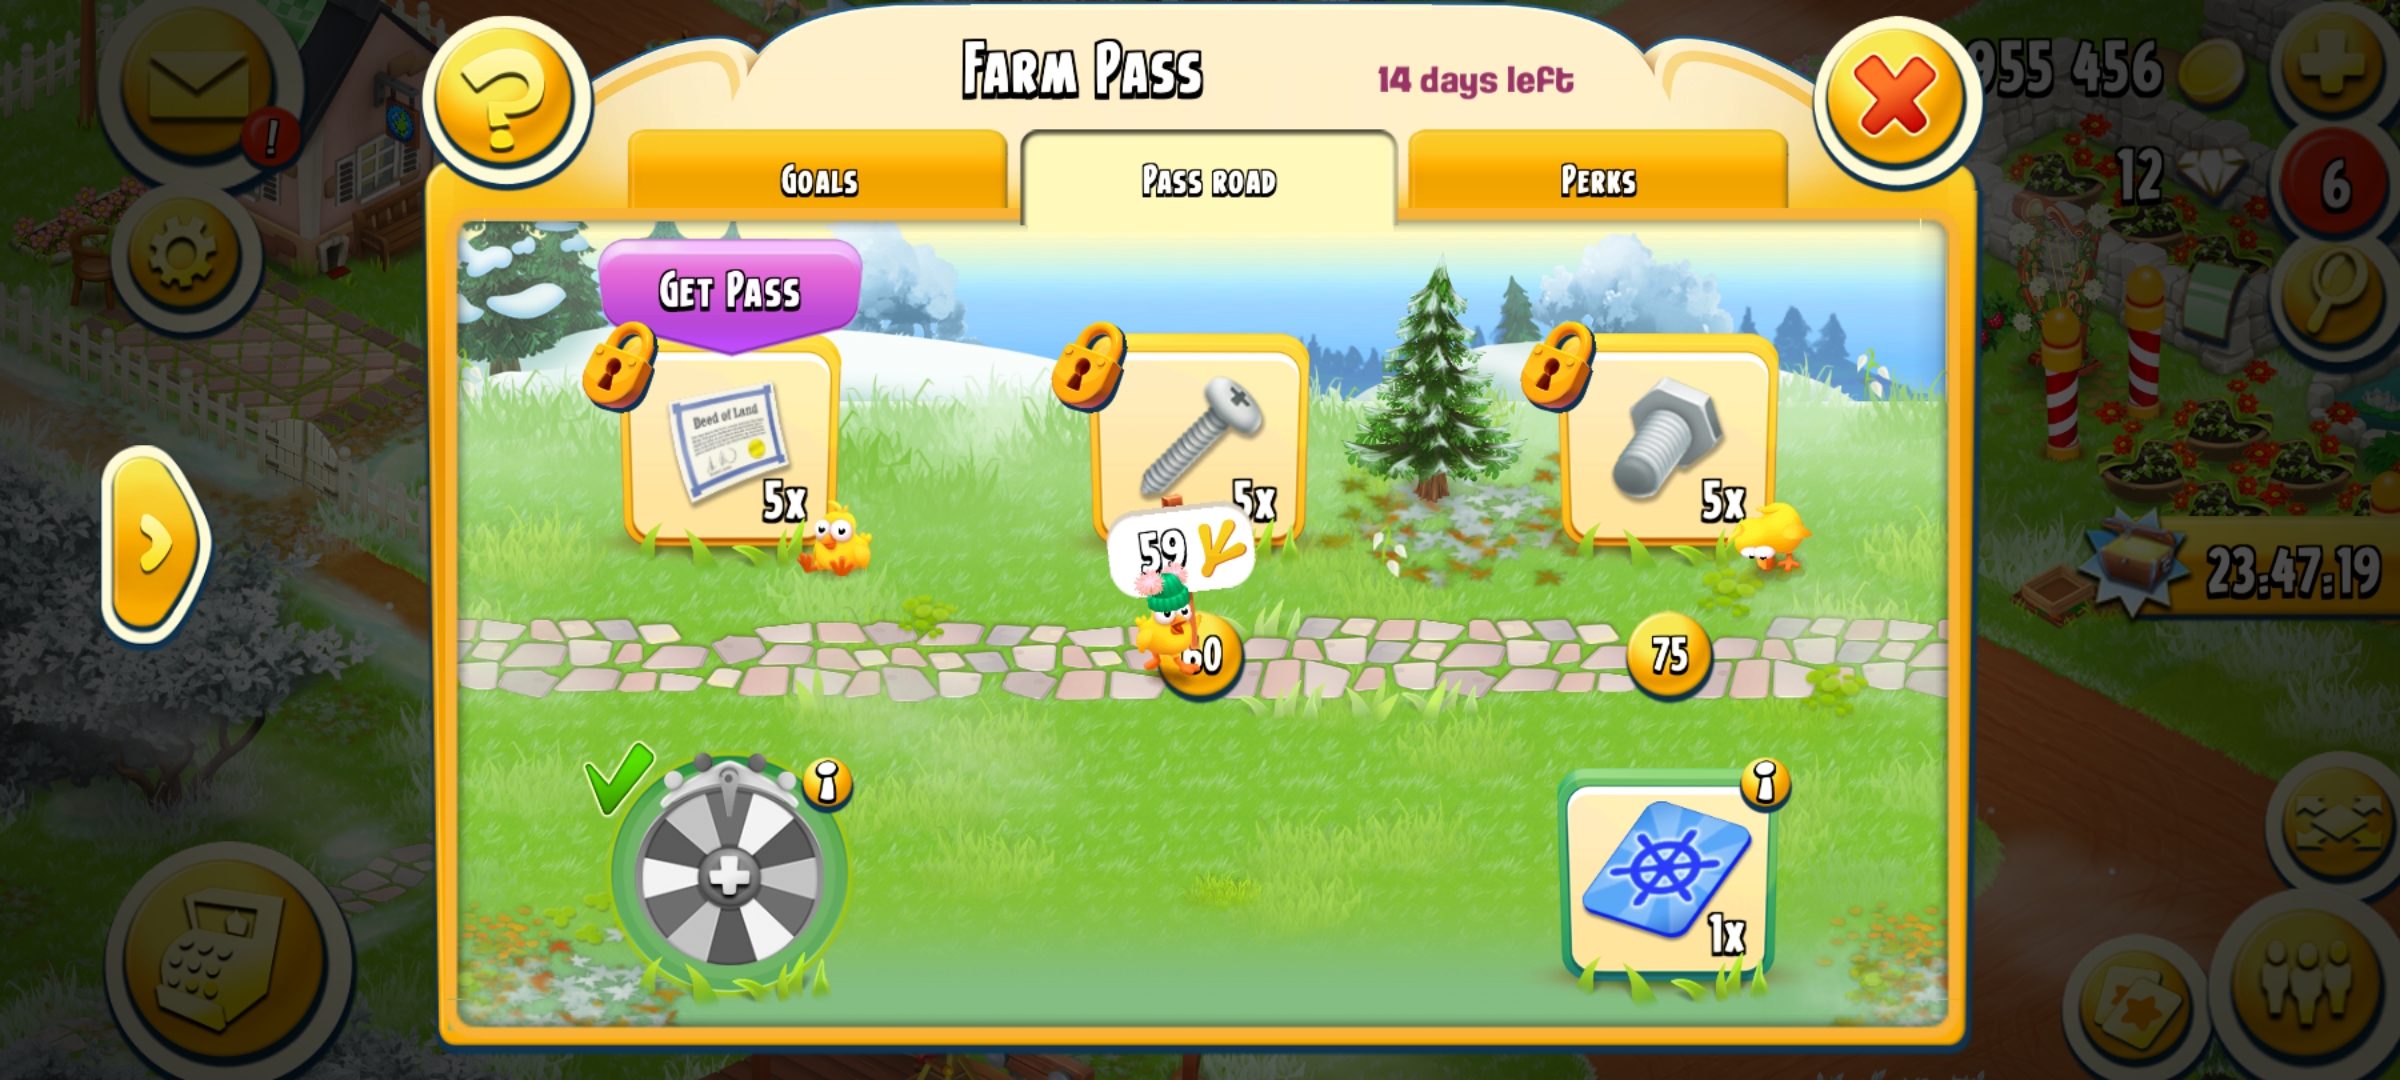 FARM PASS
14 days left
955 456
12
6
GOALS
PASS ROAD
PERKS
GET PASS
Deed of Land
5x
5x
5x
59
60
75
23:47:19
1x